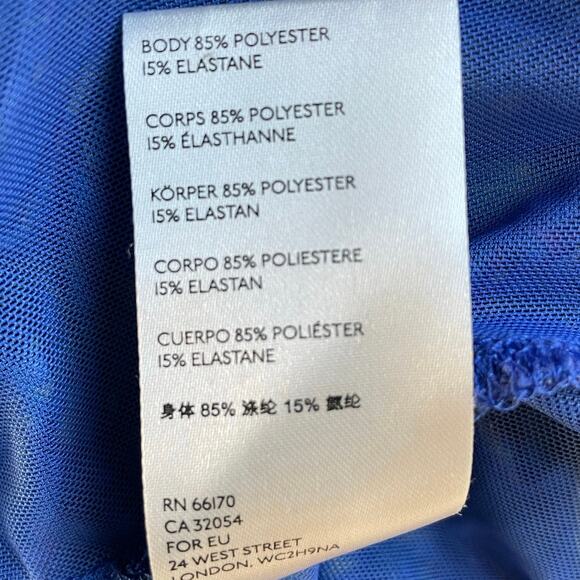 BODY 85% POLYESTER
15% ELASTANE
CORPS 85% POLYESTER
15% ÉLASTHANNE
KÖRPER 85% POLYESTER
15% ELASTAN
CORPO 85% POLIESTERE
15% ELASTAN
CUERPO 85% POLIÉSTER
15% ELASTANE
身体 85% 涤纶 15% 氨纶
RN 66170
CA 32054
FOR EU
24 WEST STREET
LONDON, WC2H9NA